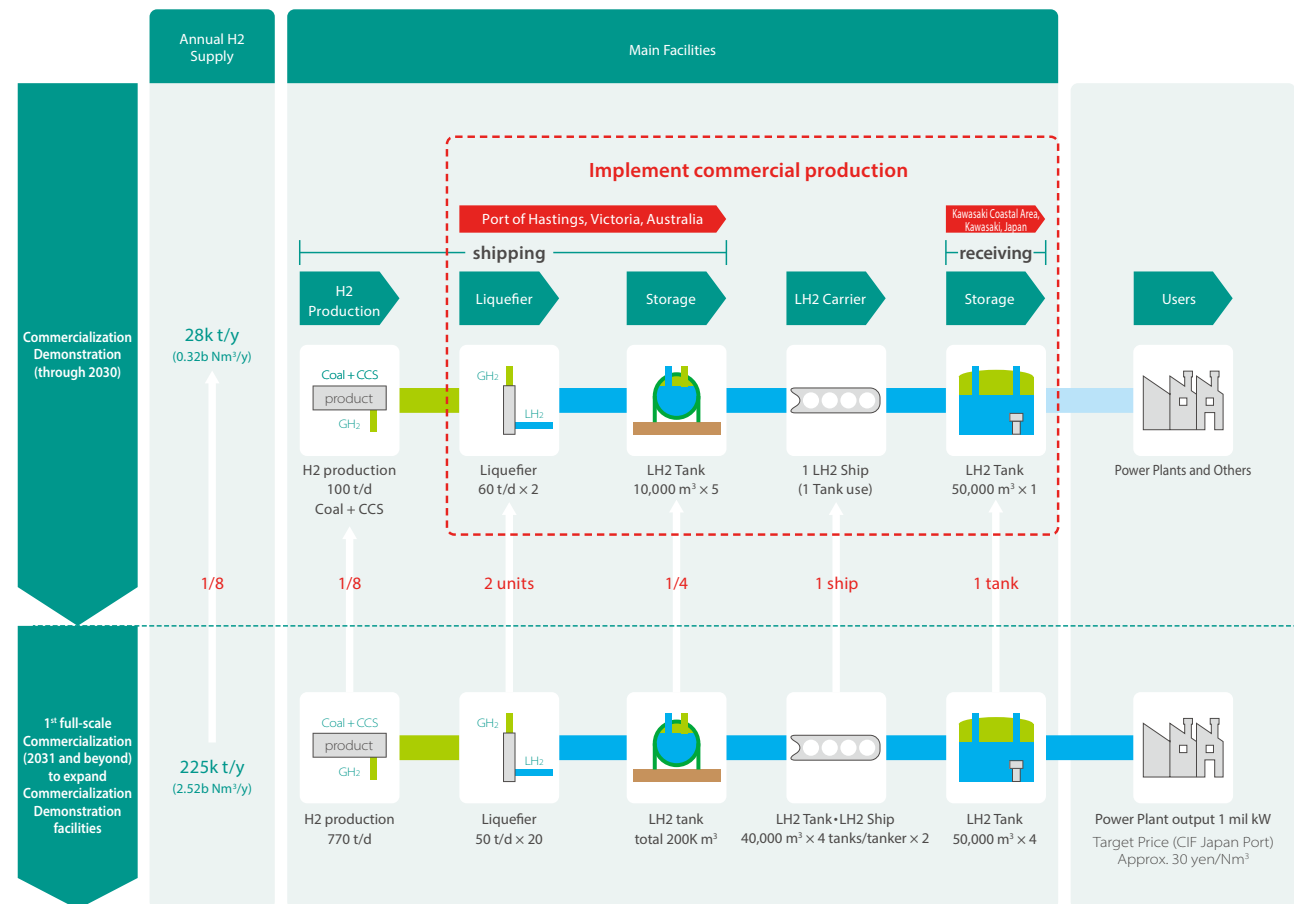 Annual H2
Supply
Main Facilities
Commercialization
Demonstration
(through 2030)
28k t/y
(0.32b Nm³/y)
Implement commercial production
Port of Hastings, Victoria, Australia
Kawasaki Coastal Area,
Kawasaki, Japan
shipping
receiving
H2
Production
Liquefier
Storage
LH2 Carrier
Storage
Users
Coal + CCS
product
GH₂
GH₂
LH₂
H2 production
100 t/d
Coal + CCS
Liquefier
60 t/d × 2
LH2 Tank
10,000 m³ × 5
1 LH2 Ship
(1 Tank use)
LH2 Tank
50,000 m³ × 1
Power Plants and Others
1/8
1/8
2 units
1/4
1 ship
1 tank
1st full-scale
Commercialization
(2031 and beyond)
to expand
Commercialization
Demonstration
facilities
225k t/y
(2.52b Nm³/y)
Coal + CCS
product
GH₂
GH₂
LH₂
H2 production
770 t/d
Liquefier
50 t/d × 20
LH2 tank
total 200K m³
LH2 Tank•LH2 Ship
40,000 m³ × 4 tanks/tanker × 2
LH2 Tank
50,000 m³ × 4
Power Plant output 1 mil kW
Target Price (CIF Japan Port)
Approx. 30 yen/Nm³